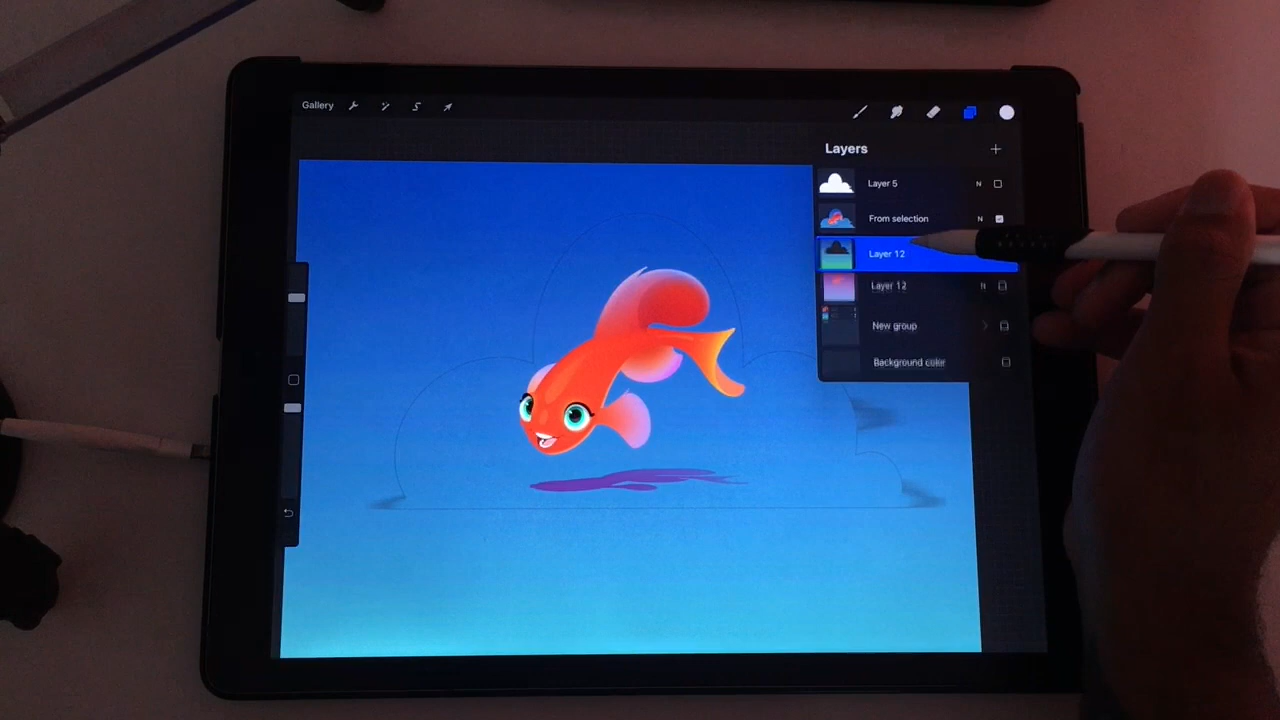 Gallery
Layers
Layer 5 N
From selection N
Layer 12
Layer 12 N
New group
Background color